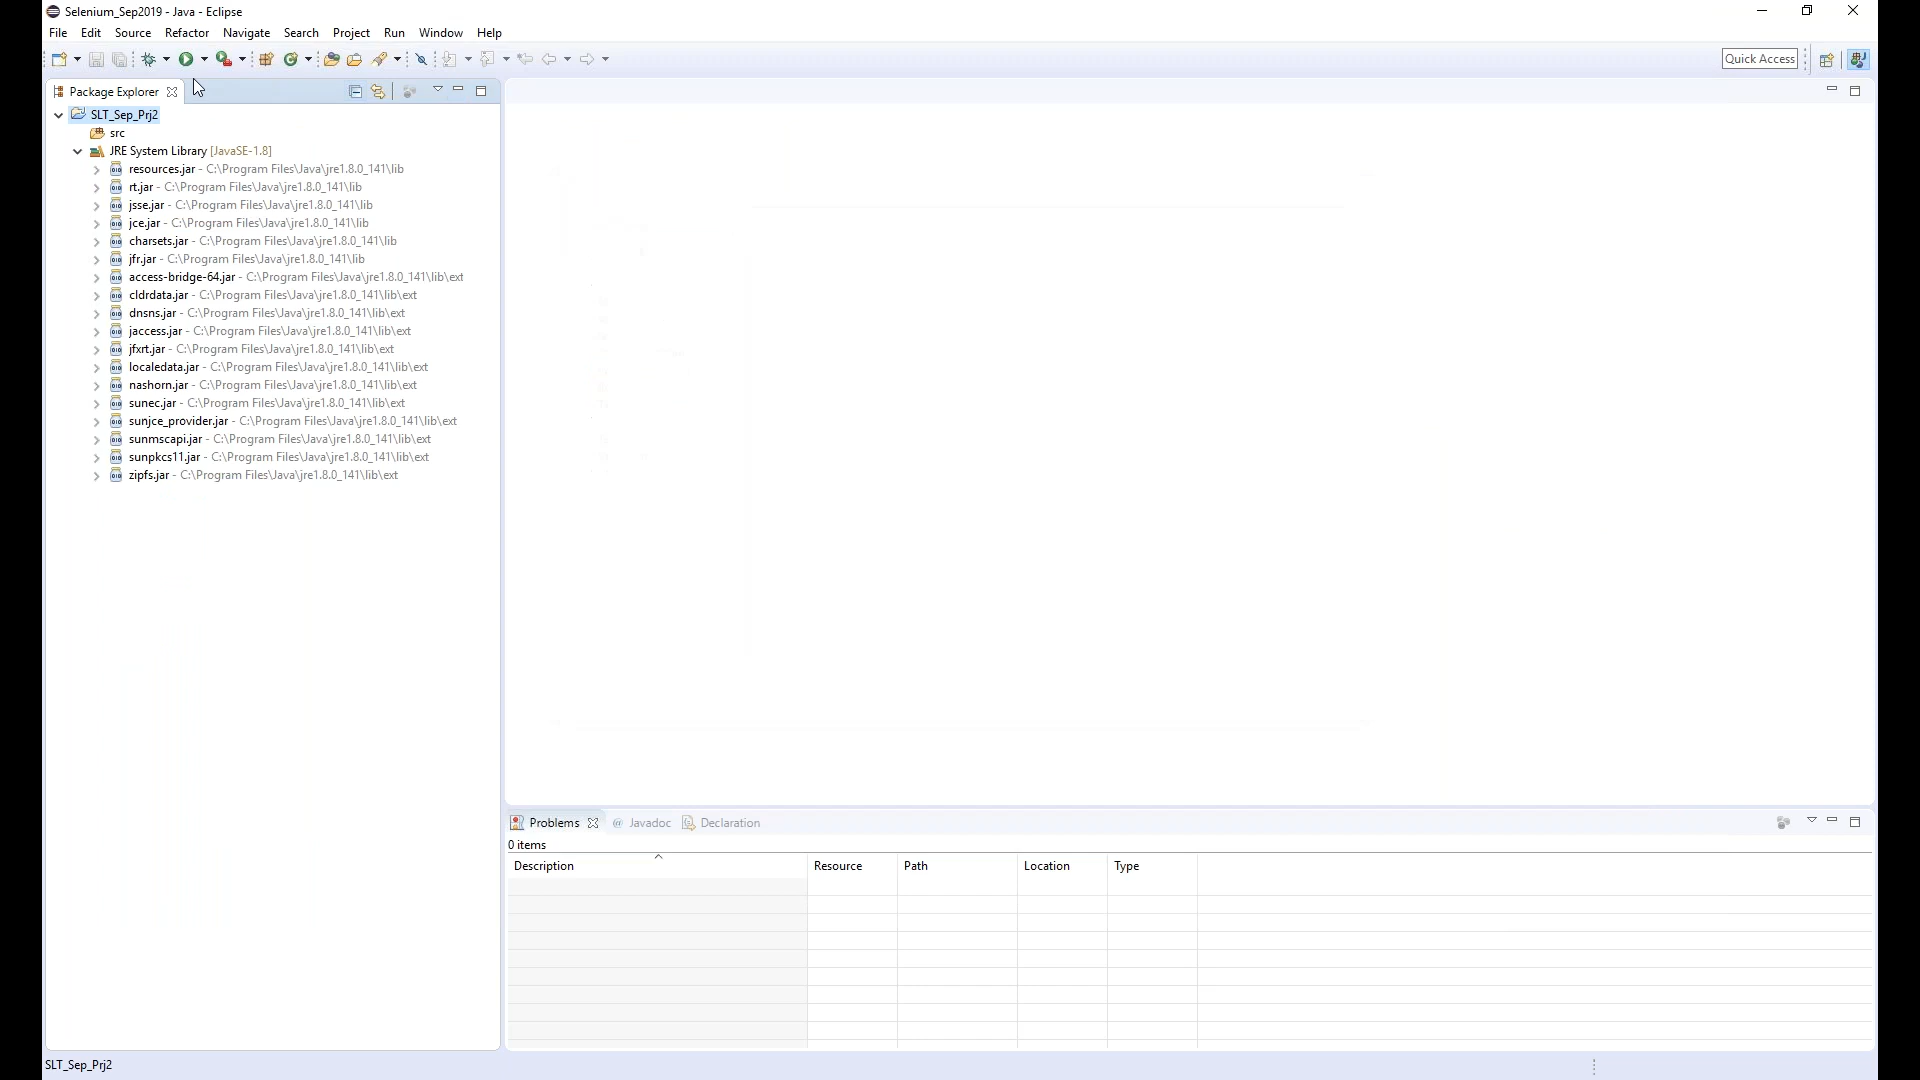 Selenium_Sep2019 - Java - Eclipse
File Edit Source Refactor Navigate Search Project Run Window Help
Quick Access
Package Explorer
SLT_Sep_Prj2
src
JRE System Library [JavaSE-1.8]
resources.jar - C:\Program Files\Java\jre1.8.0_141\lib
rt.jar - C:\Program Files\Java\jre1.8.0_141\lib
jsse.jar - C:\Program Files\Java\jre1.8.0_141\lib
jce.jar - C:\Program Files\Java\jre1.8.0_141\lib
charsets.jar - C:\Program Files\Java\jre1.8.0_141\lib
jfr.jar - C:\Program Files\Java\jre1.8.0_141\lib
access-bridge-64.jar - C:\Program Files\Java\jre1.8.0_141\lib\ext
cldrdata.jar - C:\Program Files\Java\jre1.8.0_141\lib\ext
dnsns.jar - C:\Program Files\Java\jre1.8.0_141\lib\ext
jaccess.jar - C:\Program Files\Java\jre1.8.0_141\lib\ext
jfxrt.jar - C:\Program Files\Java\jre1.8.0_141\lib\ext
localedata.jar - C:\Program Files\Java\jre1.8.0_141\lib\ext
nashorn.jar - C:\Program Files\Java\jre1.8.0_141\lib\ext
sunec.jar - C:\Program Files\Java\jre1.8.0_141\lib\ext
sunjce_provider.jar - C:\Program Files\Java\jre1.8.0_141\lib\ext
sunmscapi.jar - C:\Program Files\Java\jre1.8.0_141\lib\ext
sunpkcs11.jar - C:\Program Files\Java\jre1.8.0_141\lib\ext
zipfs.jar - C:\Program Files\Java\jre1.8.0_141\lib\ext
Problems @ Javadoc Declaration
0 items
Description Resource Path Location Type
SLT_Sep_Prj2